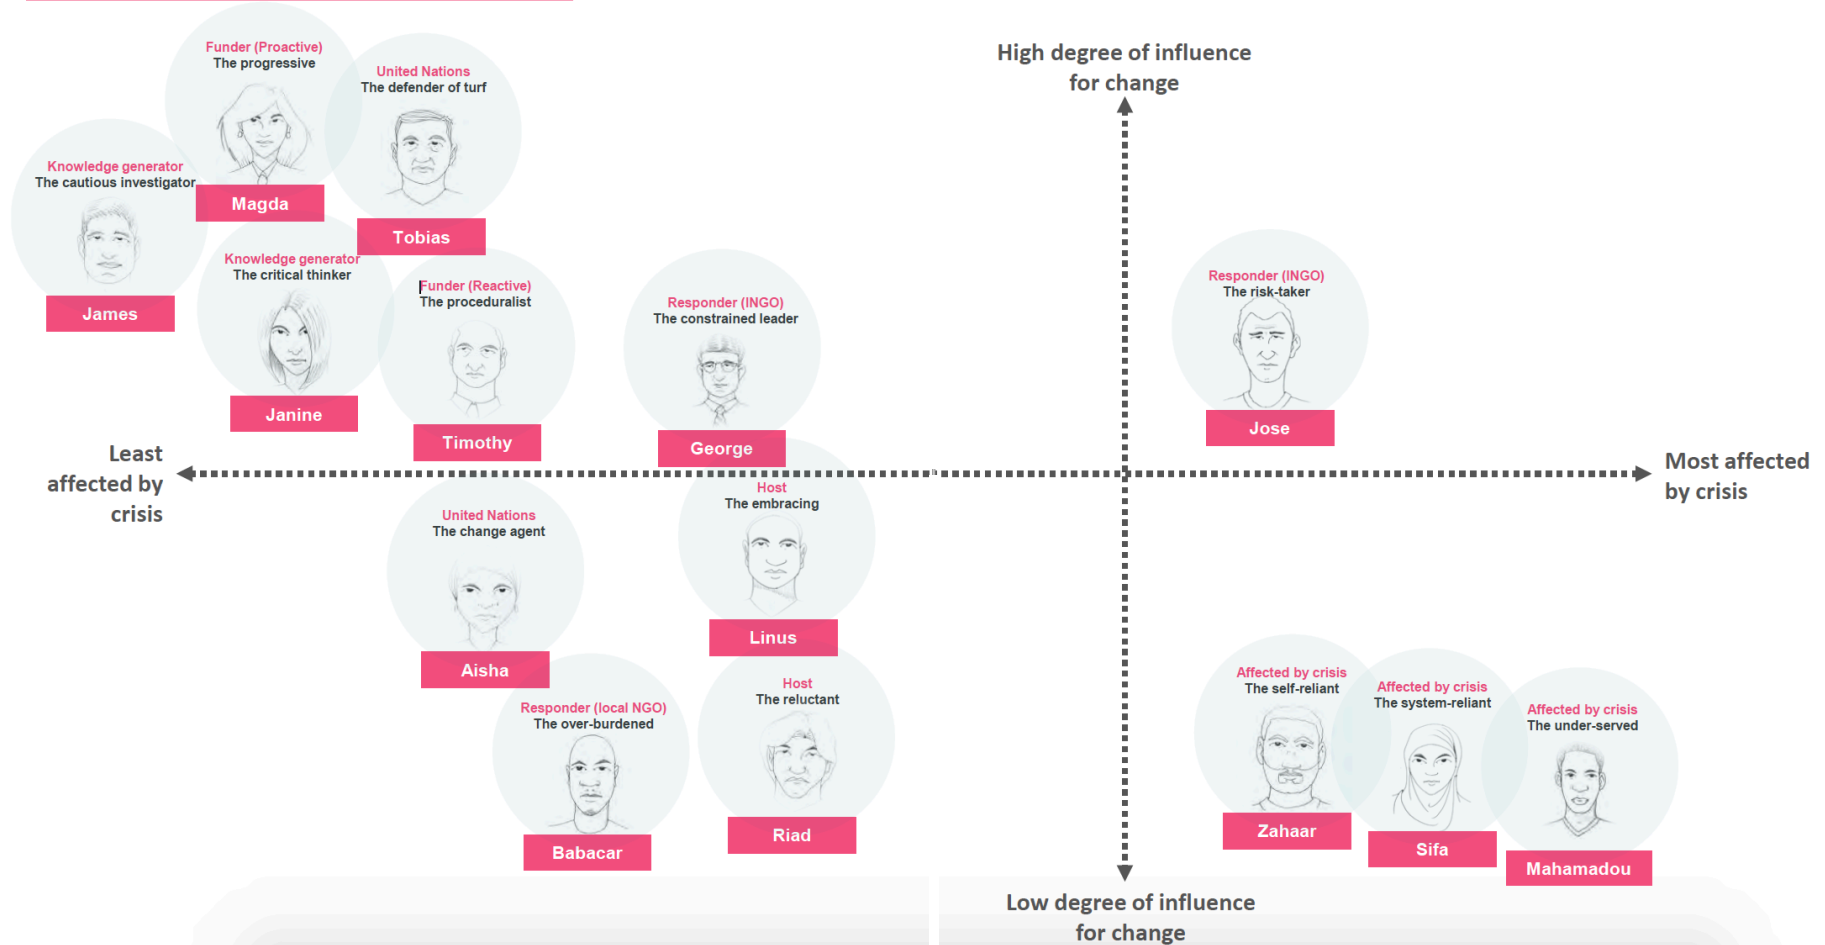 High degree of influence
for change
Funder (Proactive)
The progressive
Magda
United Nations
The defender of turf
Tobias
Knowledge generator
The cautious investigator
James
Knowledge generator
The critical thinker
Janine
Funder (Reactive)
The proceduralist
Timothy
Responder (INGO)
The constrained leader
George
Responder (INGO)
The risk-taker
Jose
Least
affected by
crisis
Most affected
by crisis
United Nations
The change agent
Aisha
Host
The embracing
Linus
Responder (local NGO)
The over-burdened
Babacar
Host
The reluctant
Riad
Affected by crisis
The self-reliant
Zahaar
Affected by crisis
The system-reliant
Sifa
Affected by crisis
The under-served
Mahamadou
Low degree of influence
for change